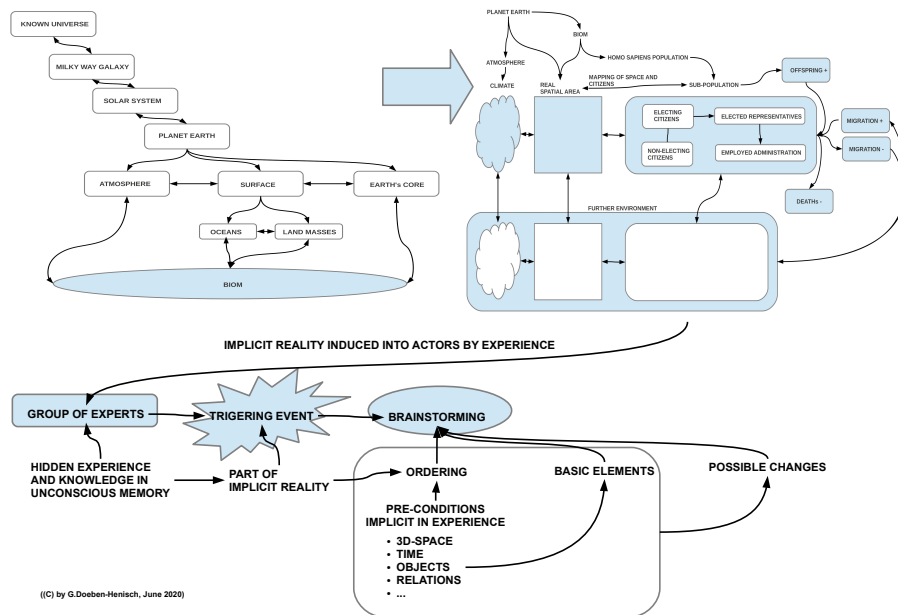 KNOWN UNIVERSE
MILKY WAY GALAXY
SOLAR SYSTEM
PLANET EARTH
ATMOSPHERE
SURFACE
EARTH's CORE
OCEANS
LAND MASSES
BIOM
PLANET EARTH
BIOM
ATMOSPHERE
HOMO SAPIENS POPULATION
CLIMATE
REAL
SPATIAL AREA
MAPPING OF SPACE AND
CITIZENS
SUB-POPULATION
OFFSPRING +
ELECTING
CITIZENS
ELECTED REPRESENTATIVES
NON-ELECTING
CITIZENS
EMPLOYED ADMINISTRATION
MIGRATION +
MIGRATION -
DEATHs -
FURTHER ENVIRONMENT
IMPLICIT REALITY INDUCED INTO ACTORS BY EXPERIENCE
GROUP OF EXPERTS
TRIGERING EVENT
BRAINSTORMING
HIDDEN EXPERIENCE
AND KNOWLEDGE IN
UNCONSCIOUS MEMORY
PART OF
IMPLICIT REALITY
ORDERING
BASIC ELEMENTS
POSSIBLE CHANGES
PRE-CONDITIONS
IMPLICIT IN EXPERIENCE
• 3D-SPACE
• TIME
• OBJECTS
• RELATIONS
• ...
((C) by G.Doeben-Henisch, June 2020)